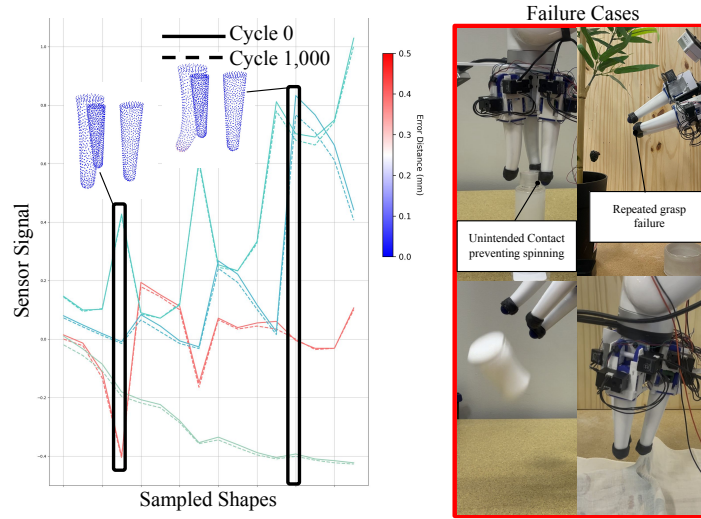 Failure Cases
Cycle 0
Cycle 1,000
1.0
0.8
0.6
0.4
0.2
0.0
−0.2
−0.4
Sensor Signal
Sampled Shapes
0.5
0.4
0.3
0.2
0.1
0.0
Error Distance (mm)
Unintended Contact
preventing spinning
Repeated grasp
failure